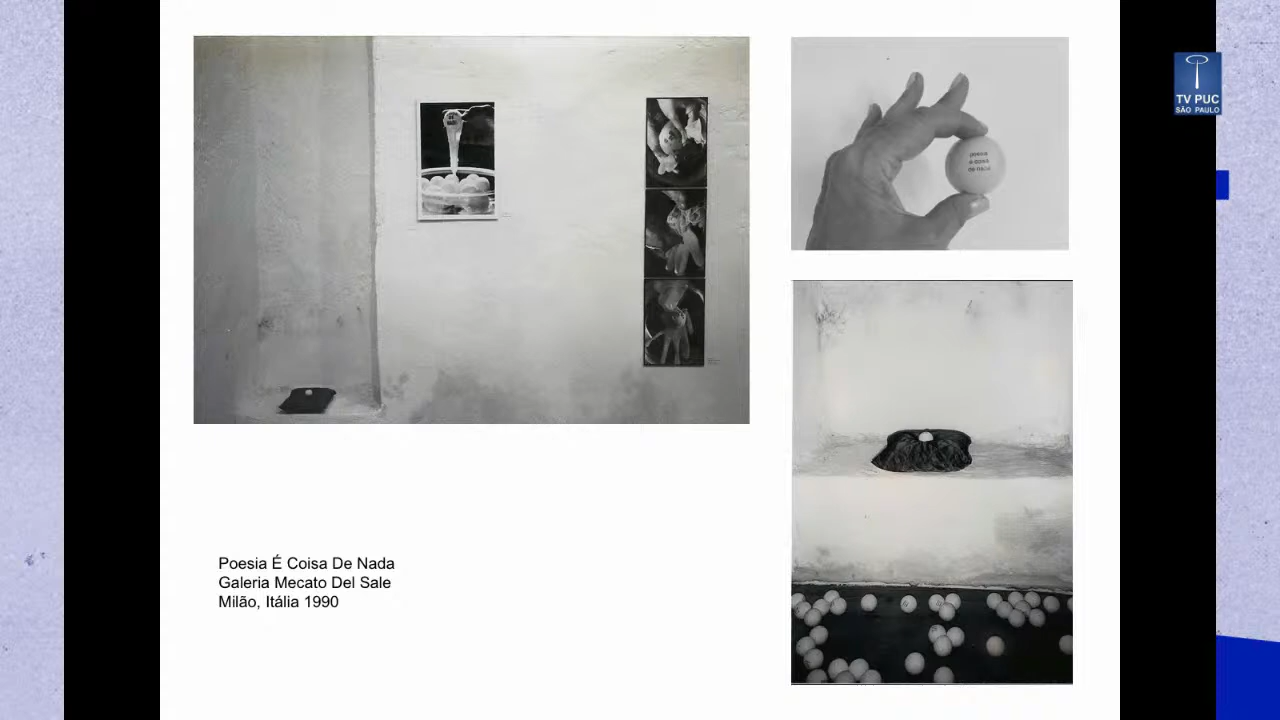 TV PUC
SÃO PAULO
poesia
é coisa
de nada
Poesia É Coisa De Nada
Galeria Mecato Del Sale
Milão, Itália 1990